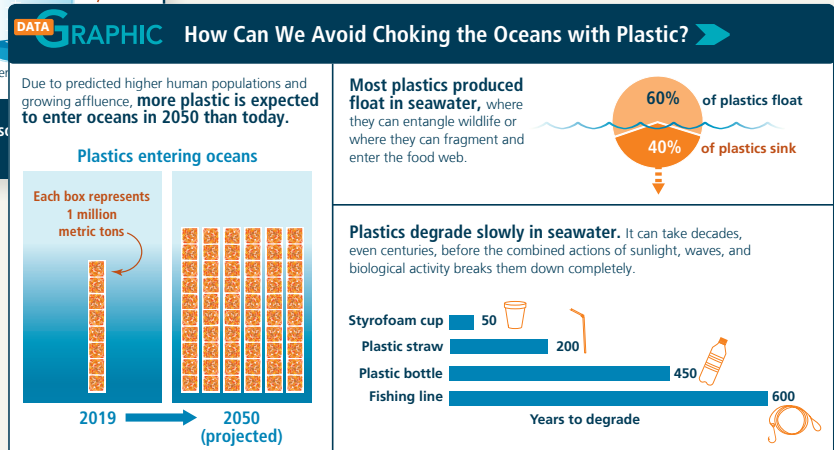 DATA
GRAPHIC How Can We Avoid Choking the Oceans with Plastic?
Due to predicted higher human populations and
growing affluence, more plastic is expected
to enter oceans in 2050 than today.
Plastics entering oceans
Each box represents
1 million
metric tons
2019
2050
(projected)
Most plastics produced
float in seawater, where
they can entangle wildlife or
where they can fragment and
enter the food web.
60% of plastics float
40% of plastics sink
Plastics degrade slowly in seawater. It can take decades,
even centuries, before the combined actions of sunlight, waves, and
biological activity breaks them down completely.
Styrofoam cup 50
Plastic straw 200
Plastic bottle 450
Fishing line 600
Years to degrade